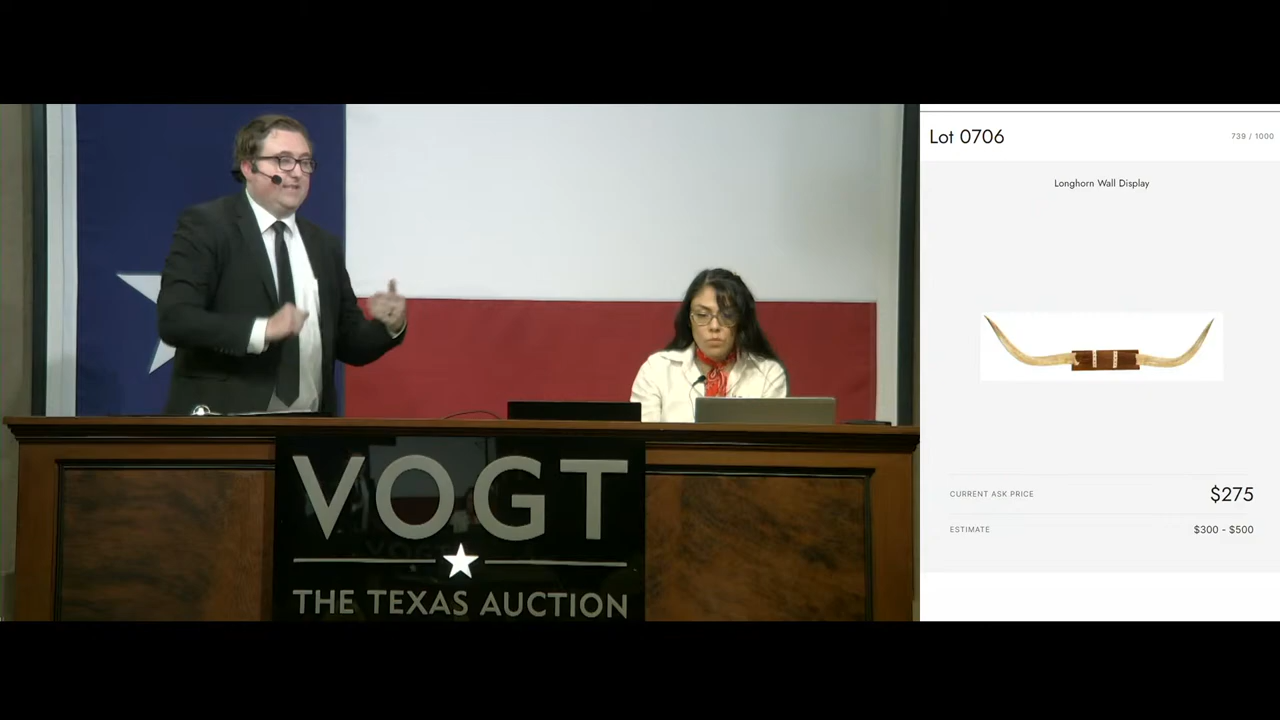 VOGT
THE TEXAS AUCTION
Lot 0706
739 / 1000
Longhorn Wall Display
CURRENT ASK PRICE
$275
ESTIMATE
$300 - $500